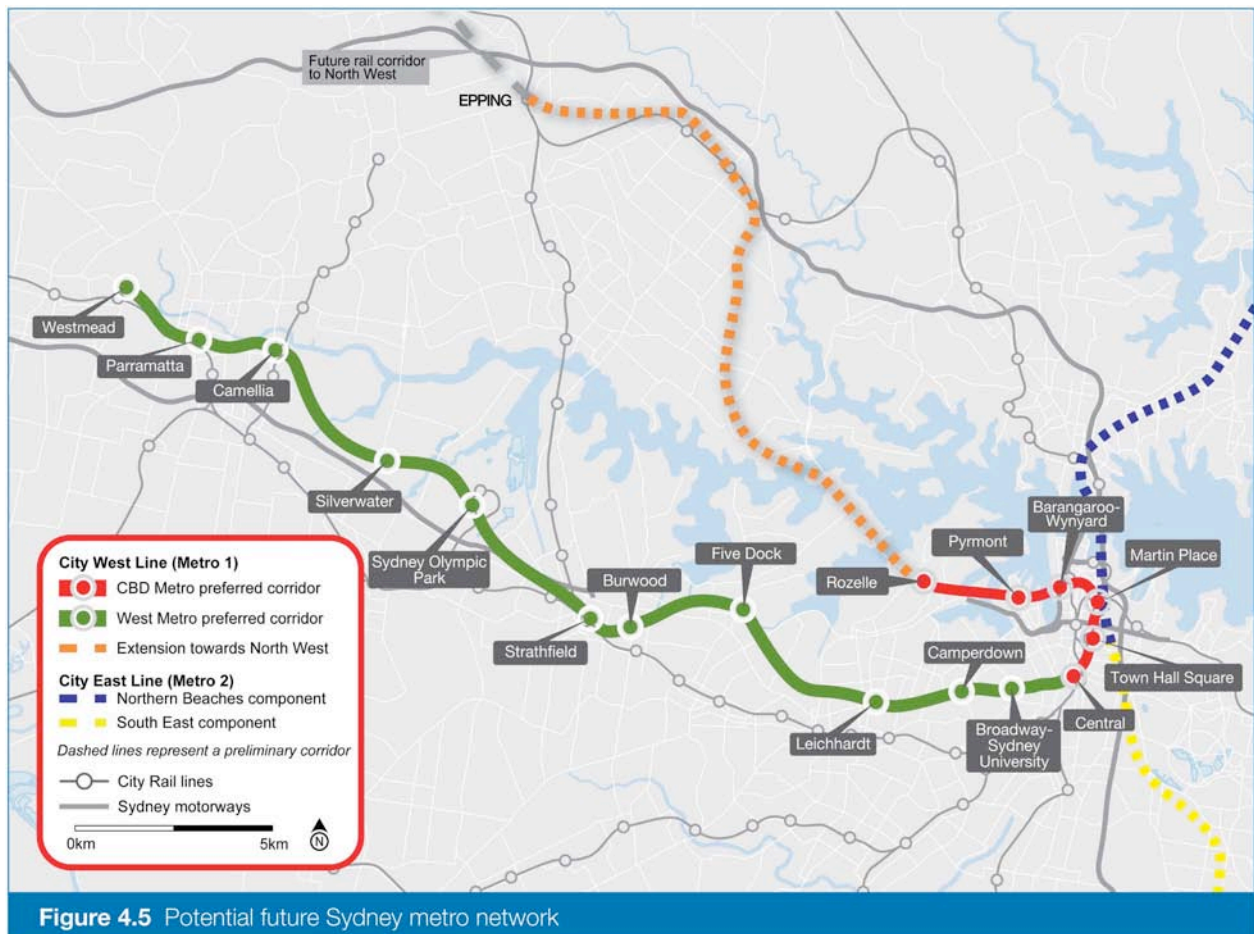 Future rail corridor
to North West
EPPING
Westmead
Parramatta
Camellia
Silverwater
Sydney Olympic
Park
Strathfield
Burwood
Five Dock
Leichhardt
Camperdown
Broadway-
Sydney
University
Central
Town Hall Square
Martin Place
Barangaroo-
Wynyard
Pyrmont
Rozelle
City West Line (Metro 1)
CBD Metro preferred corridor
West Metro preferred corridor
Extension towards North West
City East Line (Metro 2)
Northern Beaches component
South East component
Dashed lines represent a preliminary corridor
City Rail lines
Sydney motorways
0km 5km N
Figure 4.5 Potential future Sydney metro network